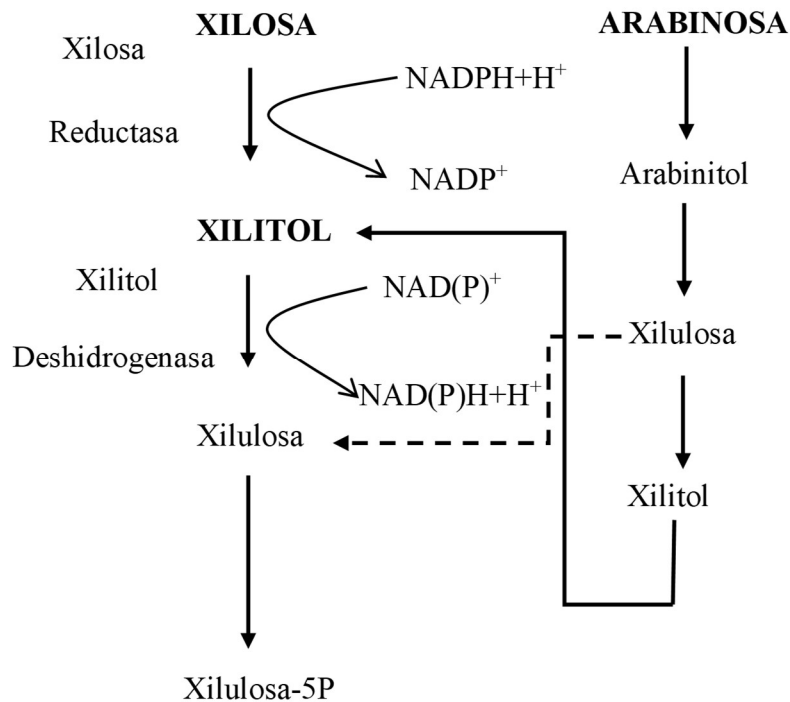 XILOSA
Xilosa
Reductasa
NADPH+H⁺
NADP⁺
XILITOL
Xilitol
Deshidrogenasa
NAD(P)⁺
NAD(P)H+H⁺
Xilulosa
Xilulosa-5P
ARABINOSA
Arabinitol
Xilulosa
Xilitol